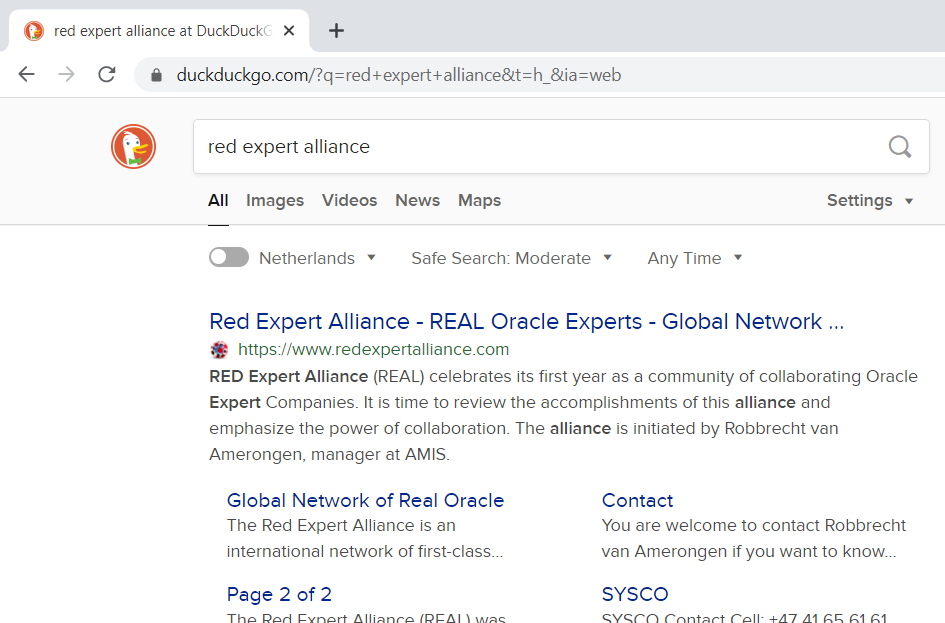 red expert alliance at DuckDuckG
duckduckgo.com/?q=red+expert+alliance&t=h_&ia=web
red expert alliance
All Images Videos News Maps Settings
Netherlands Safe Search: Moderate Any Time
Red Expert Alliance - REAL Oracle Experts - Global Network ...
https://www.redexpertalliance.com
RED Expert Alliance (REAL) celebrates its first year as a community of collaborating Oracle
Expert Companies. It is time to review the accomplishments of this alliance and
emphasize the power of collaboration. The alliance is initiated by Robbrecht van
Amerongen, manager at AMIS.
Global Network of Real Oracle
The Red Expert Alliance is an
international network of first-class...
Contact
You are welcome to contact Robbrecht
van Amerongen if you want to know...
Page 2 of 2
The Red Expert Alliance (REAL) was
SYSCO
SYSCO Contact Cell: +47 41 65 61 61